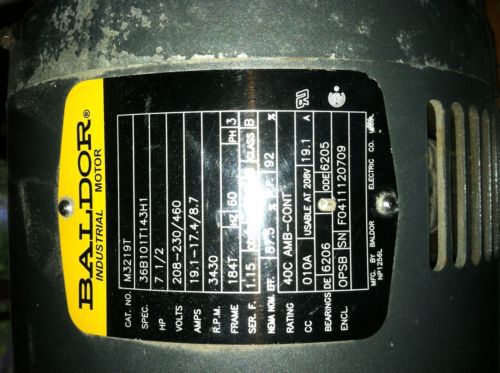 BALDOR®
INDUSTRIAL MOTOR
CAT. NO. M3219T
SPEC. 36B101T143H1
HP 7 1/2
VOLTS 208-230/460
AMPS 19.1-17.4/8.7
R.P.M. 3430
FRAME 184T HZ 60 PH 3
SER. F. 1.15 CLASS B
NEMA NOM. EFF. 87.5 92 %
RATING 40C AMB-CONT
CC 010A USABLE AT 208V 19.1 A
BEARINGS DE 6206 ODE 6205
ENCL. OPSB SN F0411120709
MFG. BY BALDOR ELECTRIC CO.
NP1256L